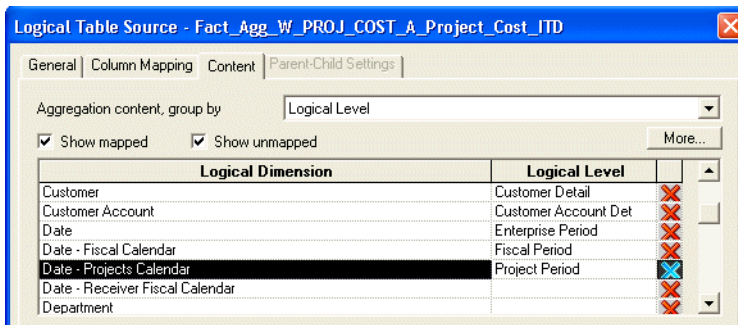 Logical Table Source - Fact_Agg_W_PROJ_COST_A_Project_Cost_ITD
General Column Mapping Content Parent-Child Settings
Aggregation content, group by Logical Level
Show mapped Show unmapped More...
Logical Dimension Logical Level
Customer Customer Detail
Customer Account Customer Account Det
Date Enterprise Period
Date - Fiscal Calendar Fiscal Period
Date - Projects Calendar Project Period
Date - Receiver Fiscal Calendar
Department